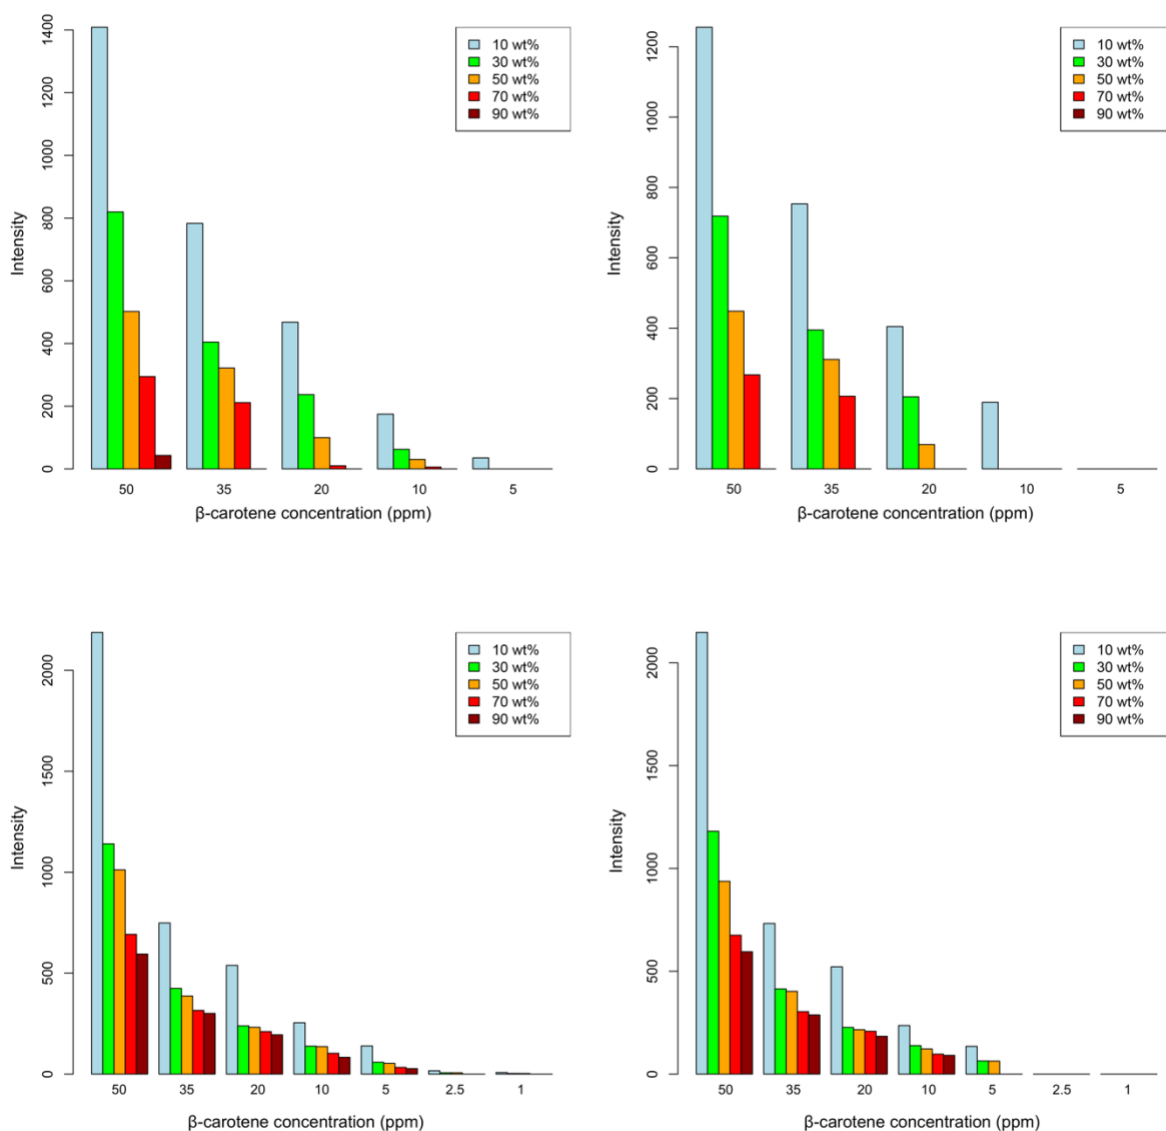 1400
1200
1000
800
600
400
200
0
Intensity
10 wt%
30 wt%
50 wt%
70 wt%
90 wt%
50 35 20 10 5
β-carotene concentration (ppm)
1200
1000
800
600
400
200
0
Intensity
10 wt%
30 wt%
50 wt%
70 wt%
90 wt%
50 35 20 10 5
β-carotene concentration (ppm)
2000
1500
1000
500
0
Intensity
10 wt%
30 wt%
50 wt%
70 wt%
90 wt%
50 35 20 10 5 2.5 1
β-carotene concentration (ppm)
2000
1500
1000
500
0
Intensity
10 wt%
30 wt%
50 wt%
70 wt%
90 wt%
50 35 20 10 5 2.5 1
β-carotene concentration (ppm)